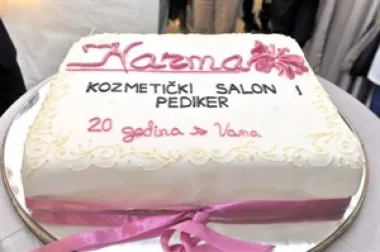 Karma
KOZMETIČKI SALON I
PEDIKER
20 godina s Vama